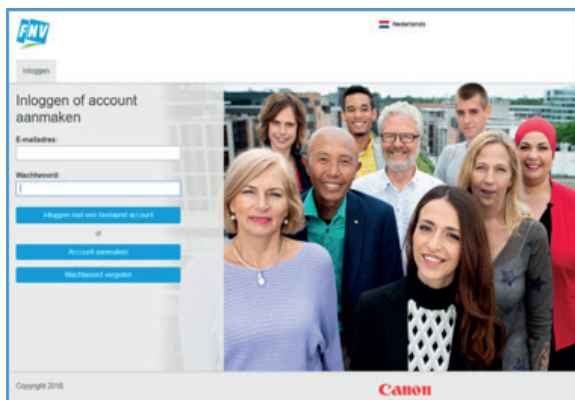 FNV
Nederlands
Inloggen
Inloggen of account
aanmaken
E-mailadres:
Wachtwoord:
Inloggen met een bestaand account
of
Account aanmaken
Wachtwoord vergeten
Copyright 2018
Canon